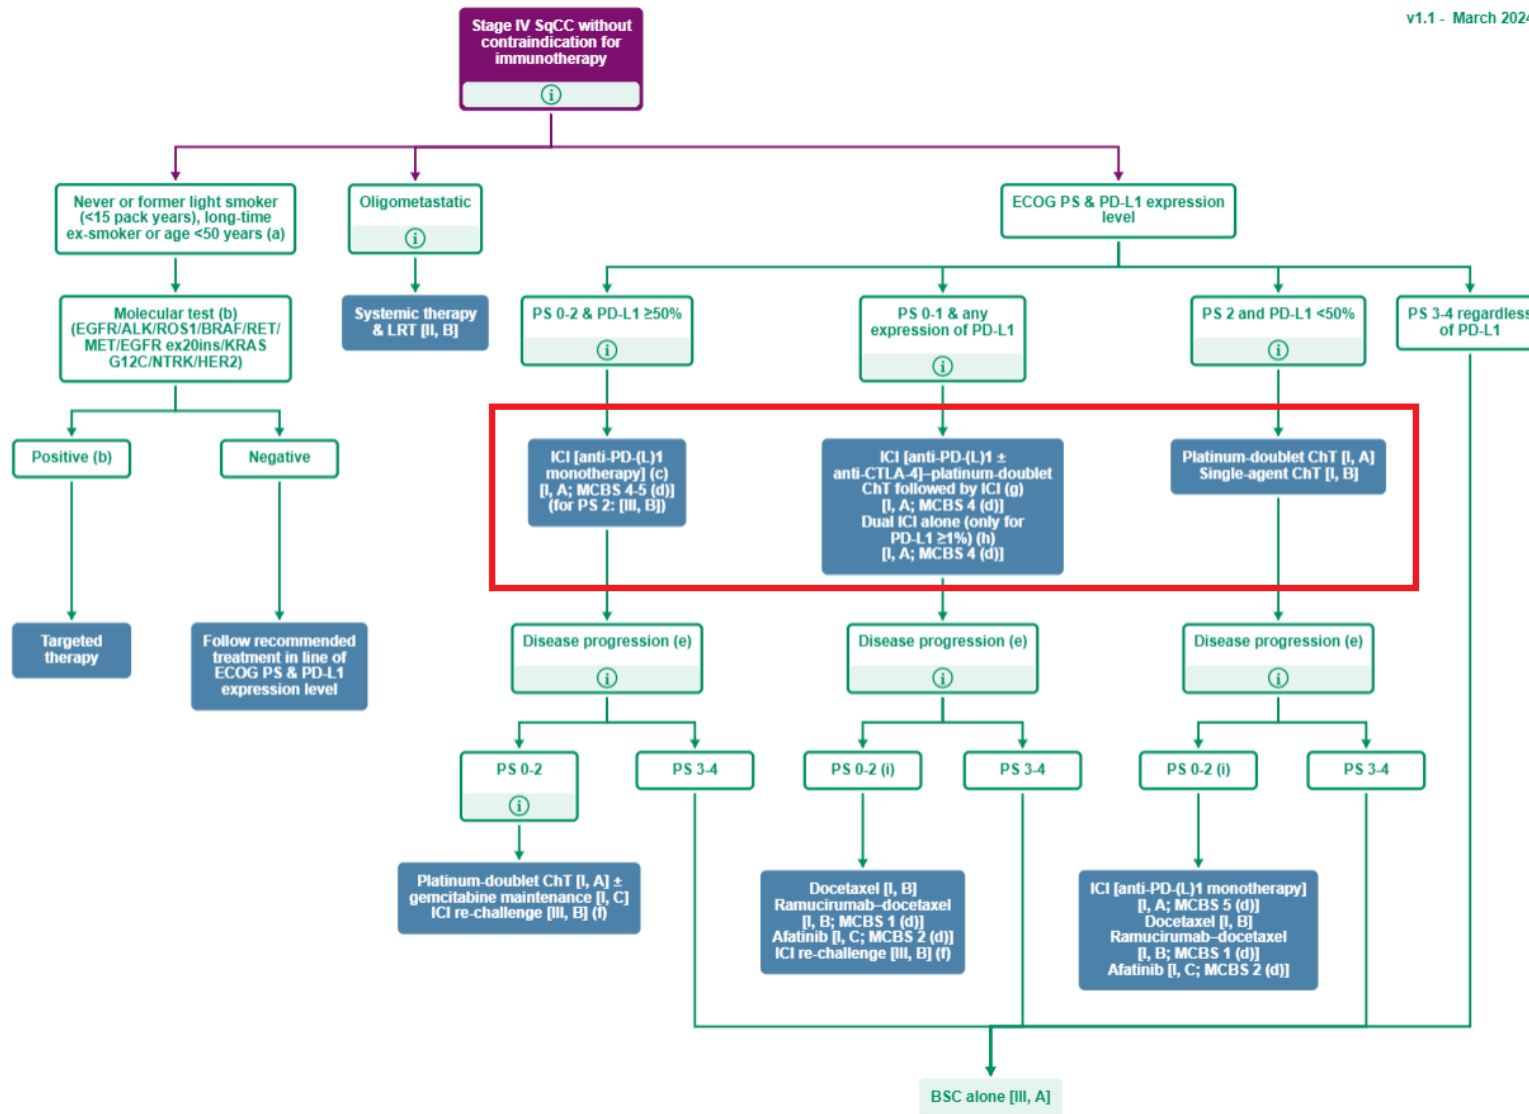 v1.1 - March 2024
Stage IV SqCC without
contraindication for
immunotherapy
Never or former light smoker
(<15 pack years), long-time
ex-smoker or age <50 years (a)
Oligometastatic
ECOG PS & PD-L1 expression
level
Molecular test (b)
(EGFR/ALK/ROS1/BRAF/RET/
MET/EGFR ex20ins/KRAS
G12C/NTRK/HER2)
Systemic therapy
& LRT [II, B]
PS 0-2 & PD-L1 ≥50%
PS 0-1 & any
expression of PD-L1
PS 2 and PD-L1 <50%
PS 3-4 regardless
of PD-L1
Positive (b)
Negative
ICI [anti-PD-(L)1
monotherapy] (c)
[I, A; MCBS 4-5 (d)]
(for PS 2: [III, B])
ICI [anti-PD-(L)1 ±
anti-CTLA-4]–platinum-doublet
ChT followed by ICI (g)
[I, A; MCBS 4 (d)]
Dual ICI alone (only for
PD-L1 ≥1%) (h)
[I, A; MCBS 4 (d)]
Platinum-doublet ChT [I, A]
Single-agent ChT [I, B]
Targeted
therapy
Follow recommended
treatment in line of
ECOG PS & PD-L1
expression level
Disease progression (e)
Disease progression (e)
Disease progression (e)
PS 0-2
PS 3-4
PS 0-2 (i)
PS 3-4
PS 0-2 (i)
PS 3-4
Platinum-doublet ChT [I, A] ±
gemcitabine maintenance [I, C]
ICI re-challenge [III, B] (f)
Docetaxel [I, B]
Ramucirumab–docetaxel
[I, B; MCBS 1 (d)]
Afatinib [I, C; MCBS 2 (d)]
ICI re-challenge [III, B] (f)
ICI [anti-PD-(L)1 monotherapy]
[I, A; MCBS 5 (d)]
Docetaxel [I, B]
Ramucirumab–docetaxel
[I, B; MCBS 1 (d)]
Afatinib [I, C; MCBS 2 (d)]
BSC alone [III, A]